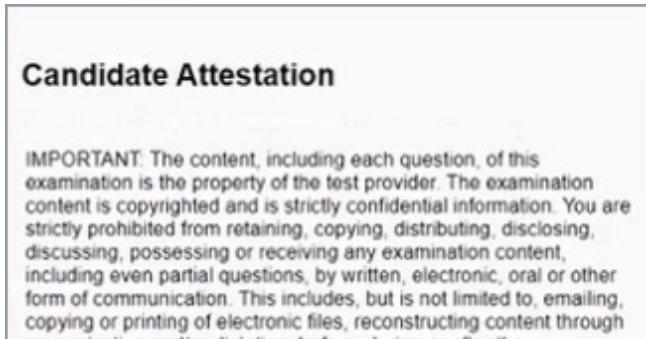 Candidate Attestation
IMPORTANT: The content, including each question, of this
examination is the property of the test provider. The examination
content is copyrighted and is strictly confidential information. You are
strictly prohibited from retaining, copying, distributing, disclosing,
discussing, possessing or receiving any examination content,
including even partial questions, by written, electronic, oral or other
form of communication. This includes, but is not limited to, emailing,
copying or printing of electronic files, reconstructing content through